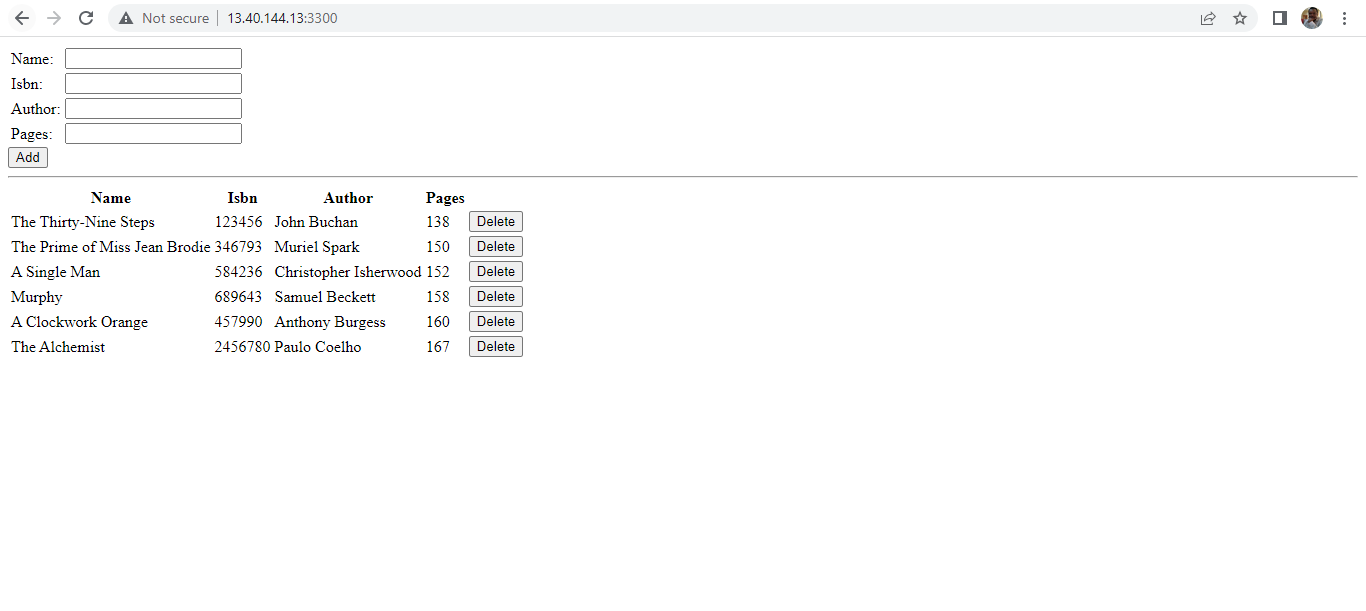 Not secure | 13.40.144.13:3300
Name:
Isbn:
Author:
Pages:
Add
Name Isbn Author Pages
The Thirty-Nine Steps 123456 John Buchan 138 Delete
The Prime of Miss Jean Brodie 346793 Muriel Spark 150 Delete
A Single Man 584236 Christopher Isherwood 152 Delete
Murphy 689643 Samuel Beckett 158 Delete
A Clockwork Orange 457990 Anthony Burgess 160 Delete
The Alchemist 2456780 Paulo Coelho 167 Delete